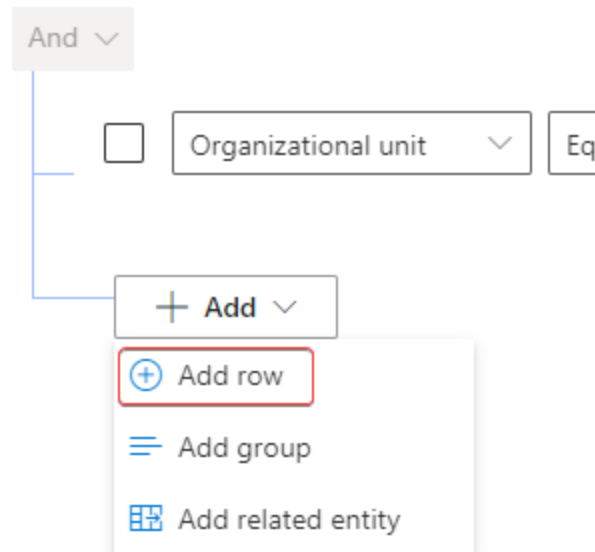 And
Organizational unit Eq
Add
Add row
Add group
Add related entity